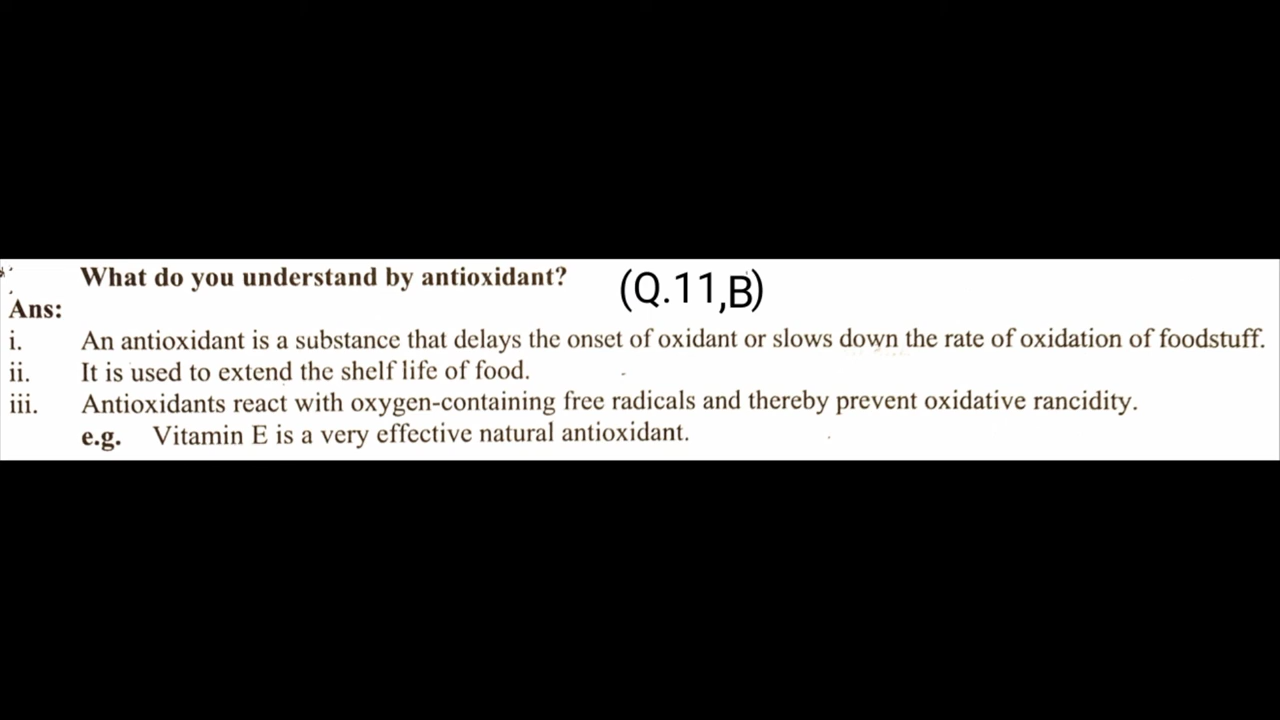 What do you understand by antioxidant? (Q.11,B)
Ans:
i. An antioxidant is a substance that delays the onset of oxidant or slows down the rate of oxidation of foodstuff.
ii. It is used to extend the shelf life of food.
iii. Antioxidants react with oxygen-containing free radicals and thereby prevent oxidative rancidity.
e.g. Vitamin E is a very effective natural antioxidant.